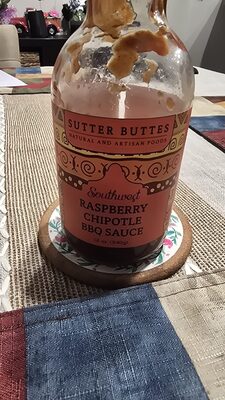 SUTTER BUTTES
NATURAL AND ARTISAN FOODS
Southwest
RASPBERRY
CHIPOTLE
BBQ SAUCE